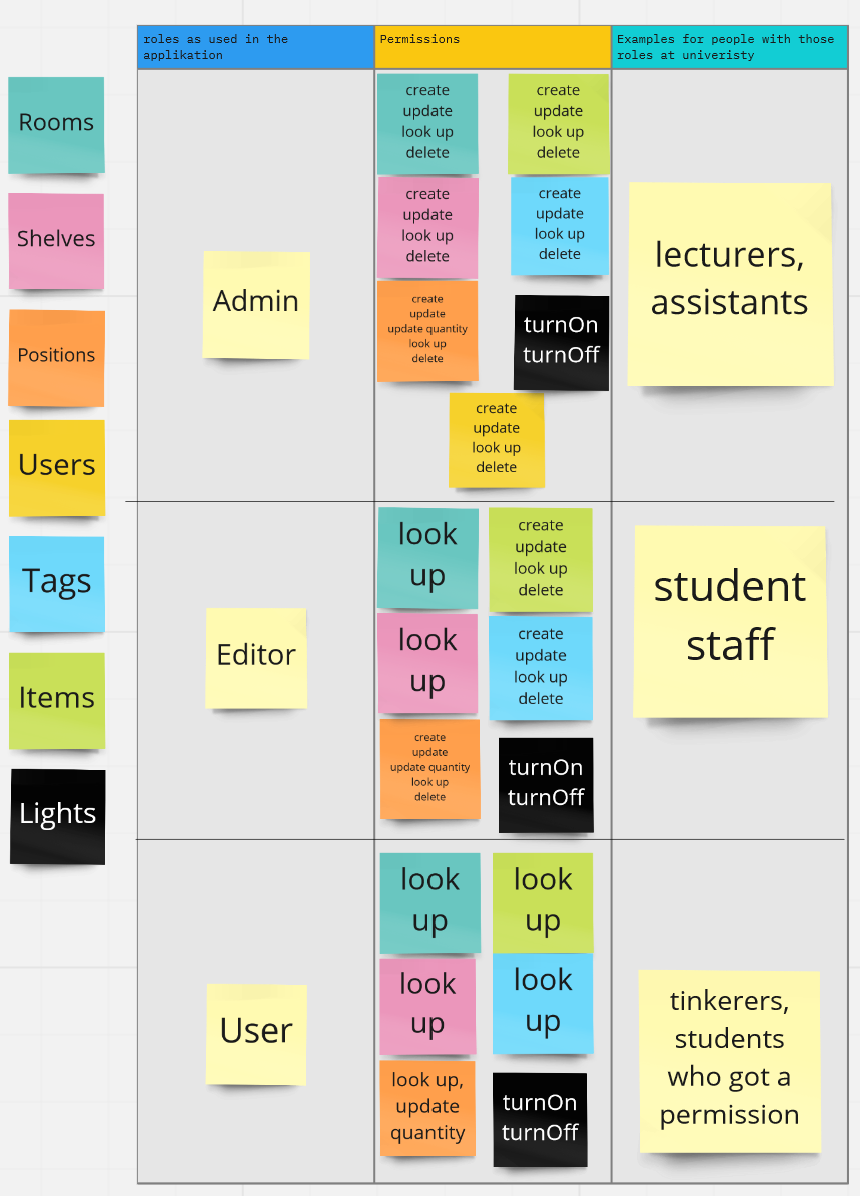 roles as used in the
applikation
Permissions
Examples for people with those
roles at univeristy
Rooms
Shelves
Positions
Users
Tags
Items
Lights
Admin
create
update
look up
delete
create
update
look up
delete
create
update
look up
delete
create
update
look up
delete
create
update
update quantity
look up
delete
turnOn
turnOff
create
update
look up
delete
lecturers,
assistants
Editor
look
up
create
update
look up
delete
look
up
create
update
look up
delete
create
update
update quantity
look up
delete
turnOn
turnOff
student
staff
User
look
up
look
up
look
up
look
up
look up,
update
quantity
turnOn
turnOff
tinkerers,
students
who got a
permission